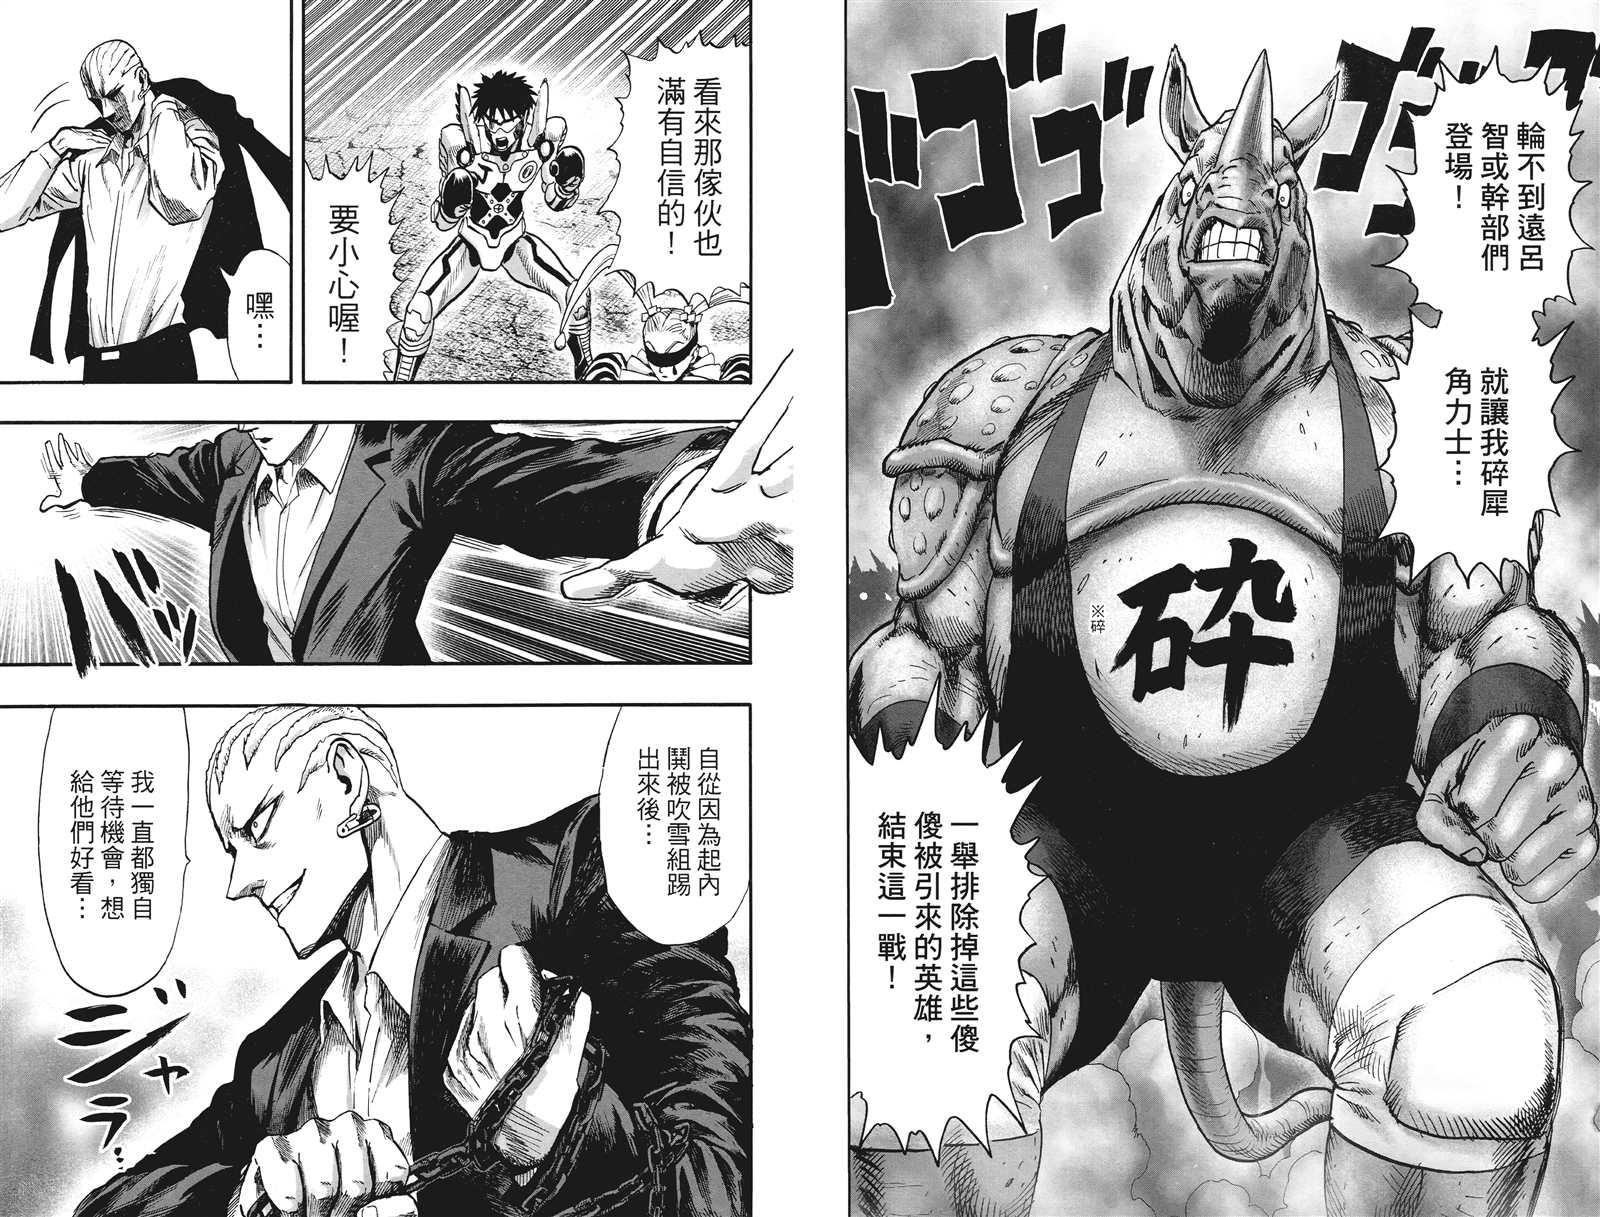 輪不到遠呂
智或幹部們
登場！
就讓我碎犀
角力士…
ゴゴゴゴ
碎
※碎
一舉排除掉這些傻
傻被引來的英雄，
結束這一戰！
看來那傢伙也
滿有自信的！
要小心喔！
嘿…
バッ
自從因為起內
鬨被吹雪組踢
出來後…
我一直都獨自
等待機會，想
給他們好看…
ジャラ…